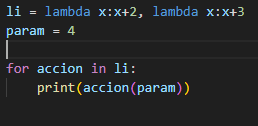 li = lambda x:x+2, lambda x:x+3
param = 4

for accion in li:
    print(accion(param))